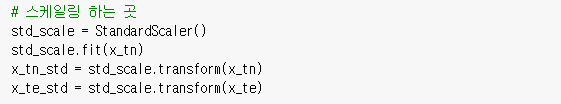 # 스케일링 하는 곳
std_scale = StandardScaler()
std_scale.fit(x_tn)
x_tn_std = std_scale.transform(x_tn)
x_te_std = std_scale.transform(x_te)